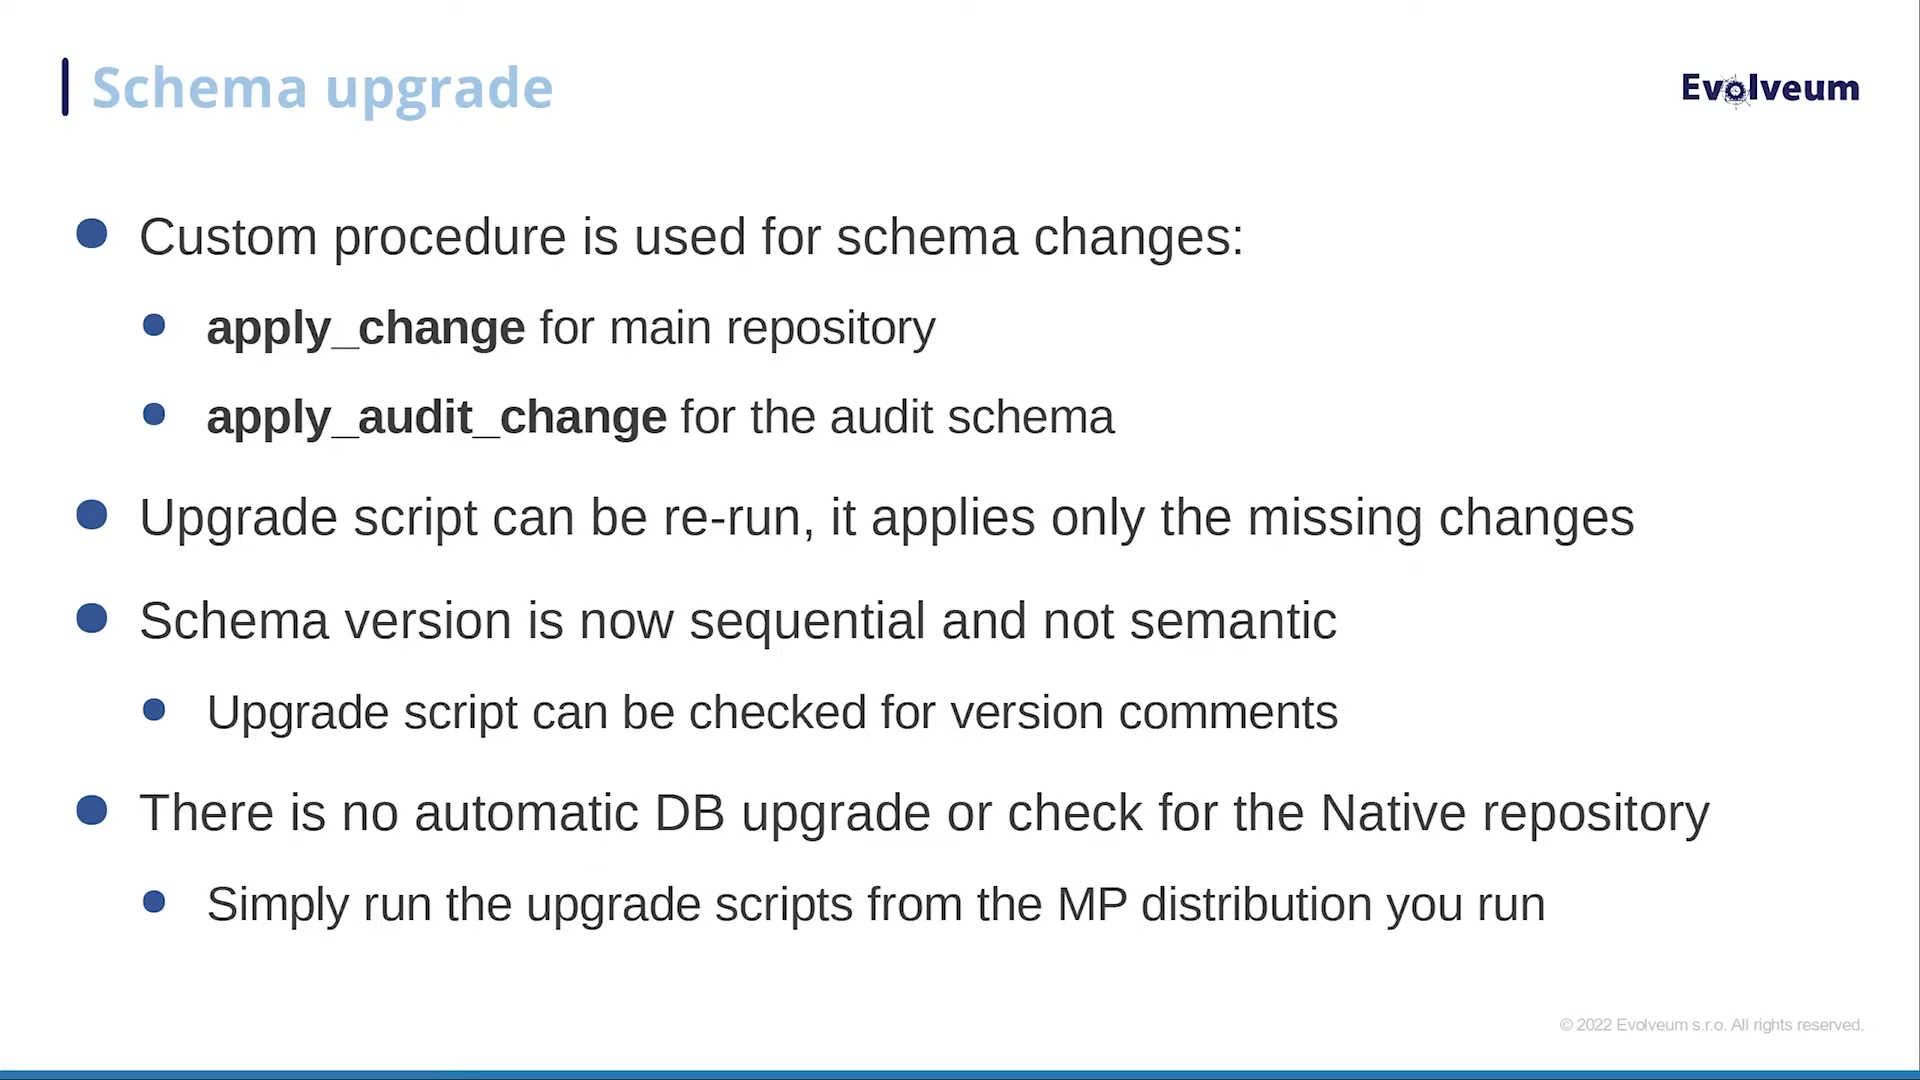 Schema upgrade
Evolveum
Custom procedure is used for schema changes:
apply_change for main repository
apply_audit_change for the audit schema
Upgrade script can be re-run, it applies only the missing changes
Schema version is now sequential and not semantic
Upgrade script can be checked for version comments
There is no automatic DB upgrade or check for the Native repository
Simply run the upgrade scripts from the MP distribution you run
© 2022 Evolveum s.r.o. All rights reserved.